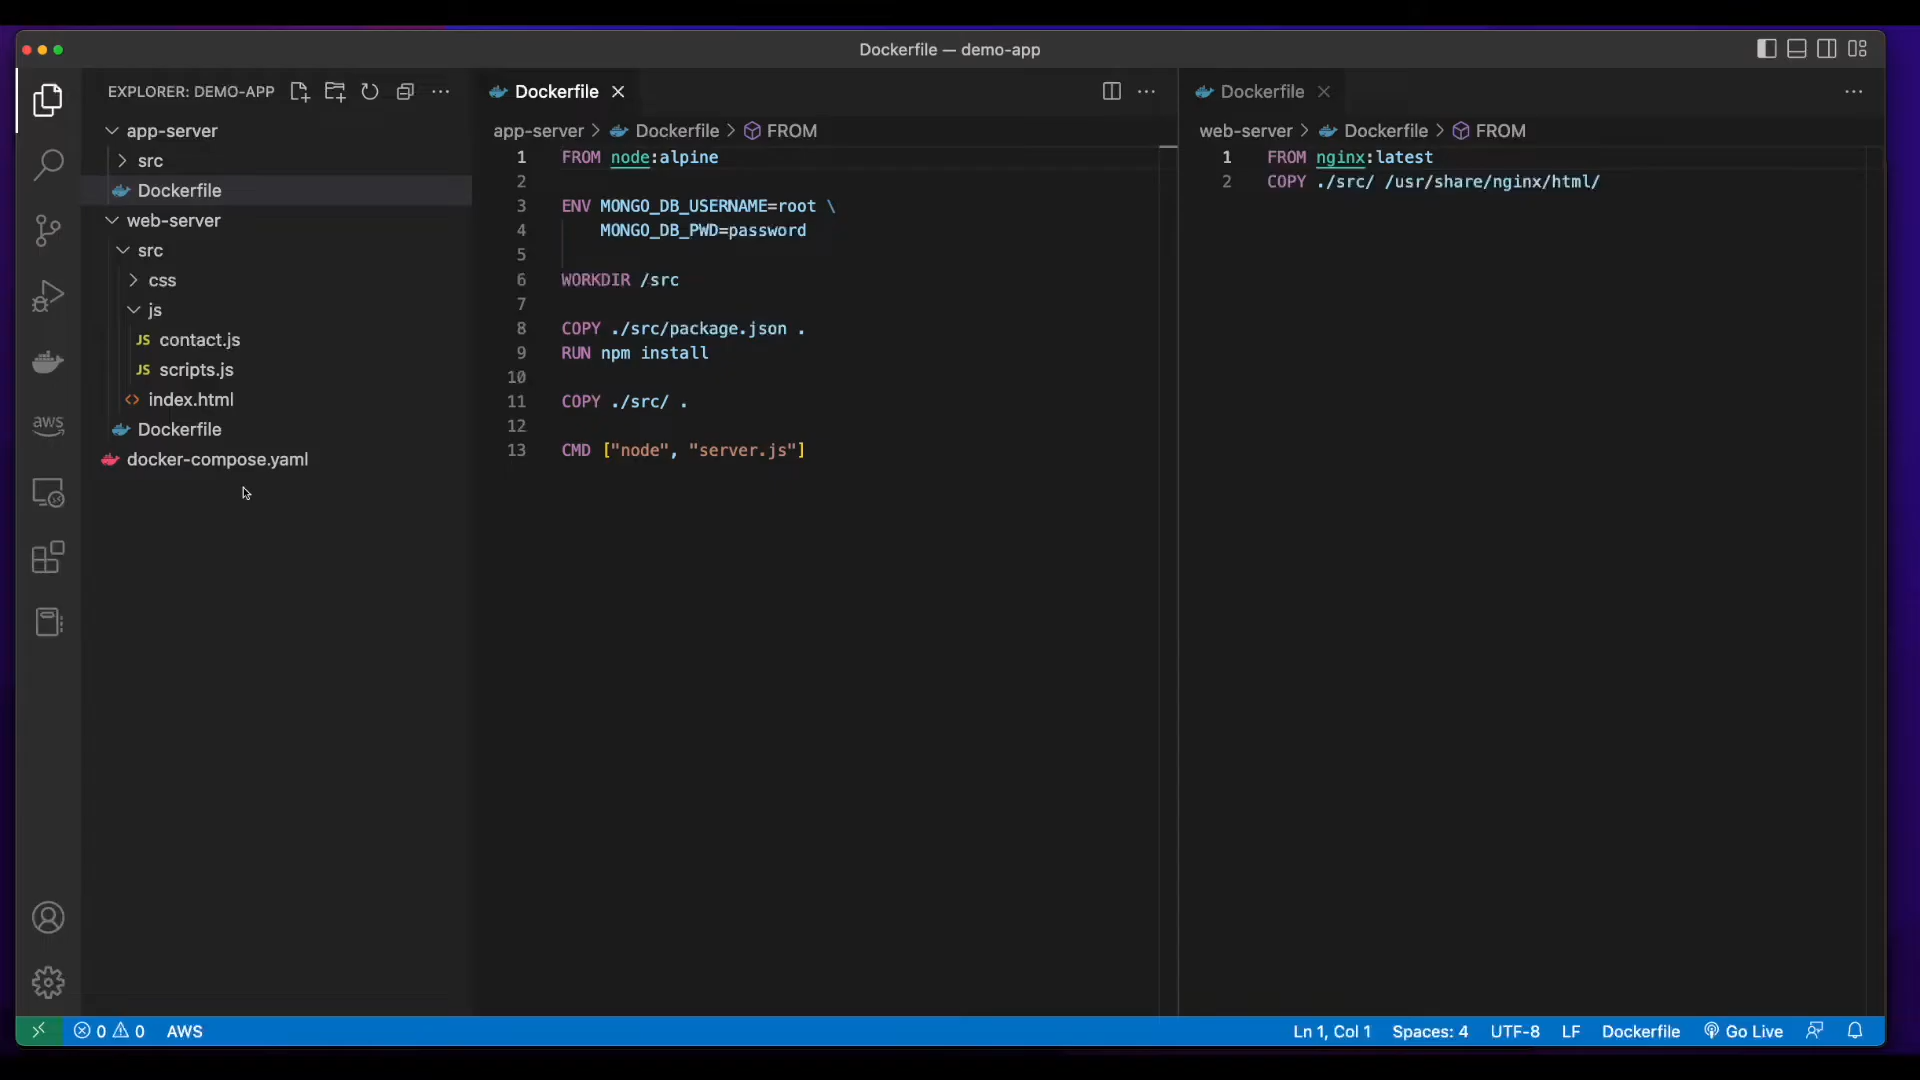 Dockerfile — demo-app
EXPLORER: DEMO-APP
app-server
src
Dockerfile
web-server
src
css
js
JS contact.js
JS scripts.js
<> index.html
Dockerfile
docker-compose.yaml
aws
Dockerfile
app-server > Dockerfile > FROM
1 FROM node:alpine
2
3 ENV MONGO_DB_USERNAME=root \
4 MONGO_DB_PWD=password
5
6 WORKDIR /src
7
8 COPY ./src/package.json .
9 RUN npm install
10
11 COPY ./src/ .
12
13 CMD ["node", "server.js"]
Dockerfile
web-server > Dockerfile > FROM
1 FROM nginx:latest
2 COPY ./src/ /usr/share/nginx/html/
0 0 AWS
Ln 1, Col 1 Spaces: 4 UTF-8 LF Dockerfile Go Live